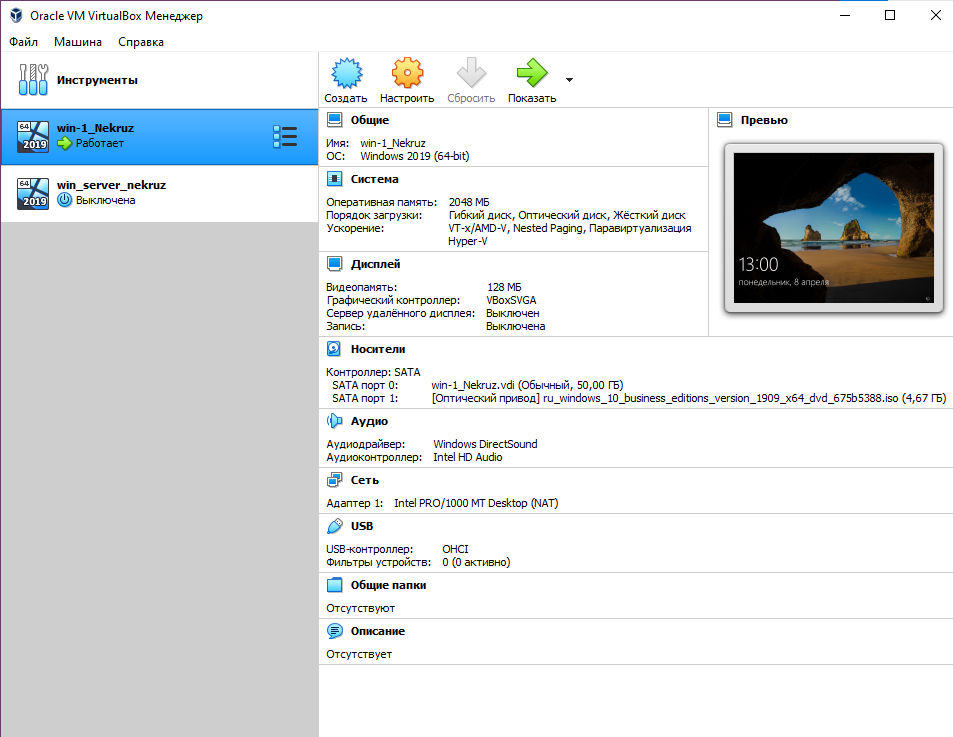 Oracle VM VirtualBox Менеджер
Файл Машина Справка
Инструменты
64
2019
win-1_Nekruz
Работает
64
2019
win_server_nekruz
Выключена
Создать Настроить Сбросить Показать
Общие
Имя: win-1_Nekruz
ОС: Windows 2019 (64-bit)
Система
Оперативная память: 2048 МБ
Порядок загрузки: Гибкий диск, Оптический диск, Жёсткий диск
Ускорение: VT-x/AMD-V, Nested Paging, Паравиртуализация
Hyper-V
Дисплей
Видеопамять: 128 МБ
Графический контроллер: VBoxSVGA
Сервер удалённого дисплея: Выключен
Запись: Выключена
Превью
13:00
понедельник, 8 апреля
Носители
Контроллер: SATA
SATA порт 0: win-1_Nekruz.vdi (Обычный, 50,00 ГБ)
SATA порт 1: [Оптический привод] ru_windows_10_business_editions_version_1909_x64_dvd_675b5388.iso (4,67 ГБ)
Аудио
Аудиодрайвер: Windows DirectSound
Аудиоконтроллер: Intel HD Audio
Сеть
Адаптер 1: Intel PRO/1000 MT Desktop (NAT)
USB
USB-контроллер: OHCI
Фильтры устройств: 0 (0 активно)
Общие папки
Отсутствуют
Описание
Отсутствует